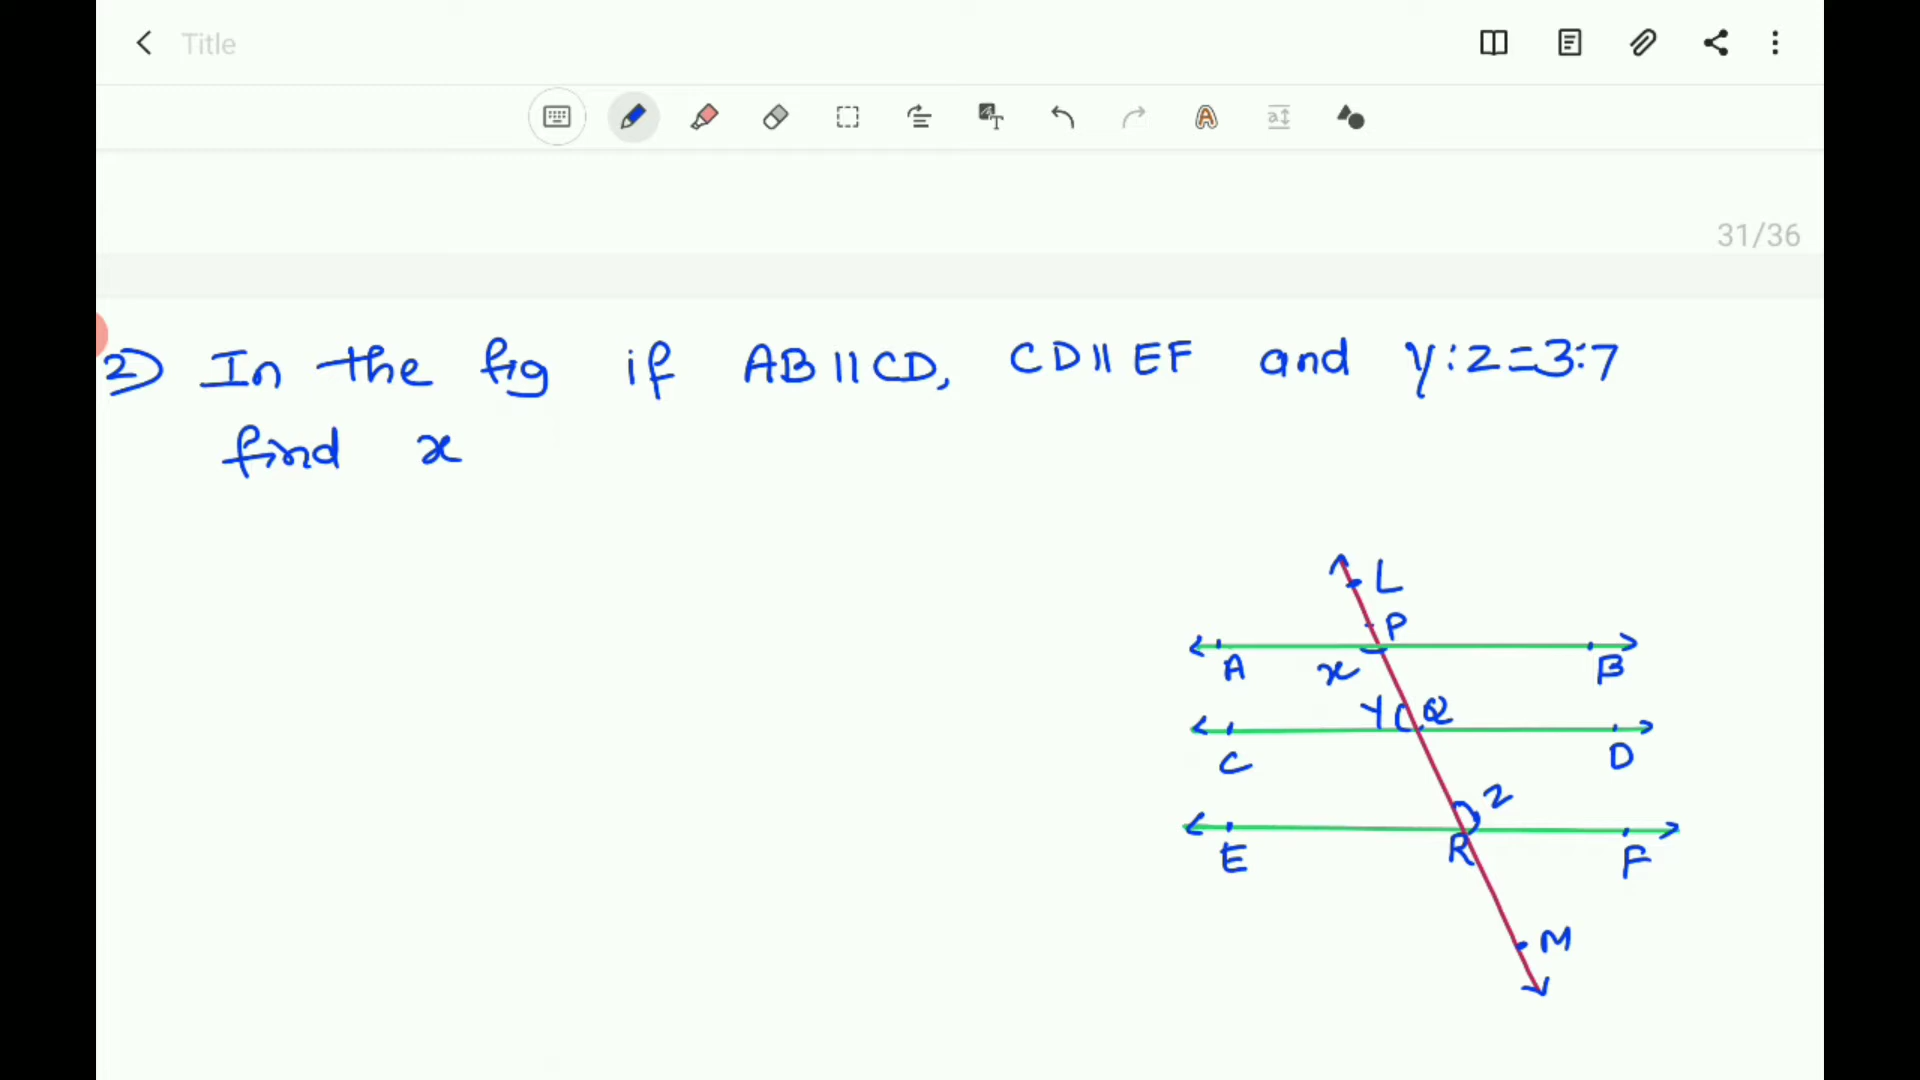 Title
31/36
2) In the fig if AB || CD, CD || EF and y:z=3:7
find x
L
P
A
x
B
y
Q
C
D
z
E
R
F
M